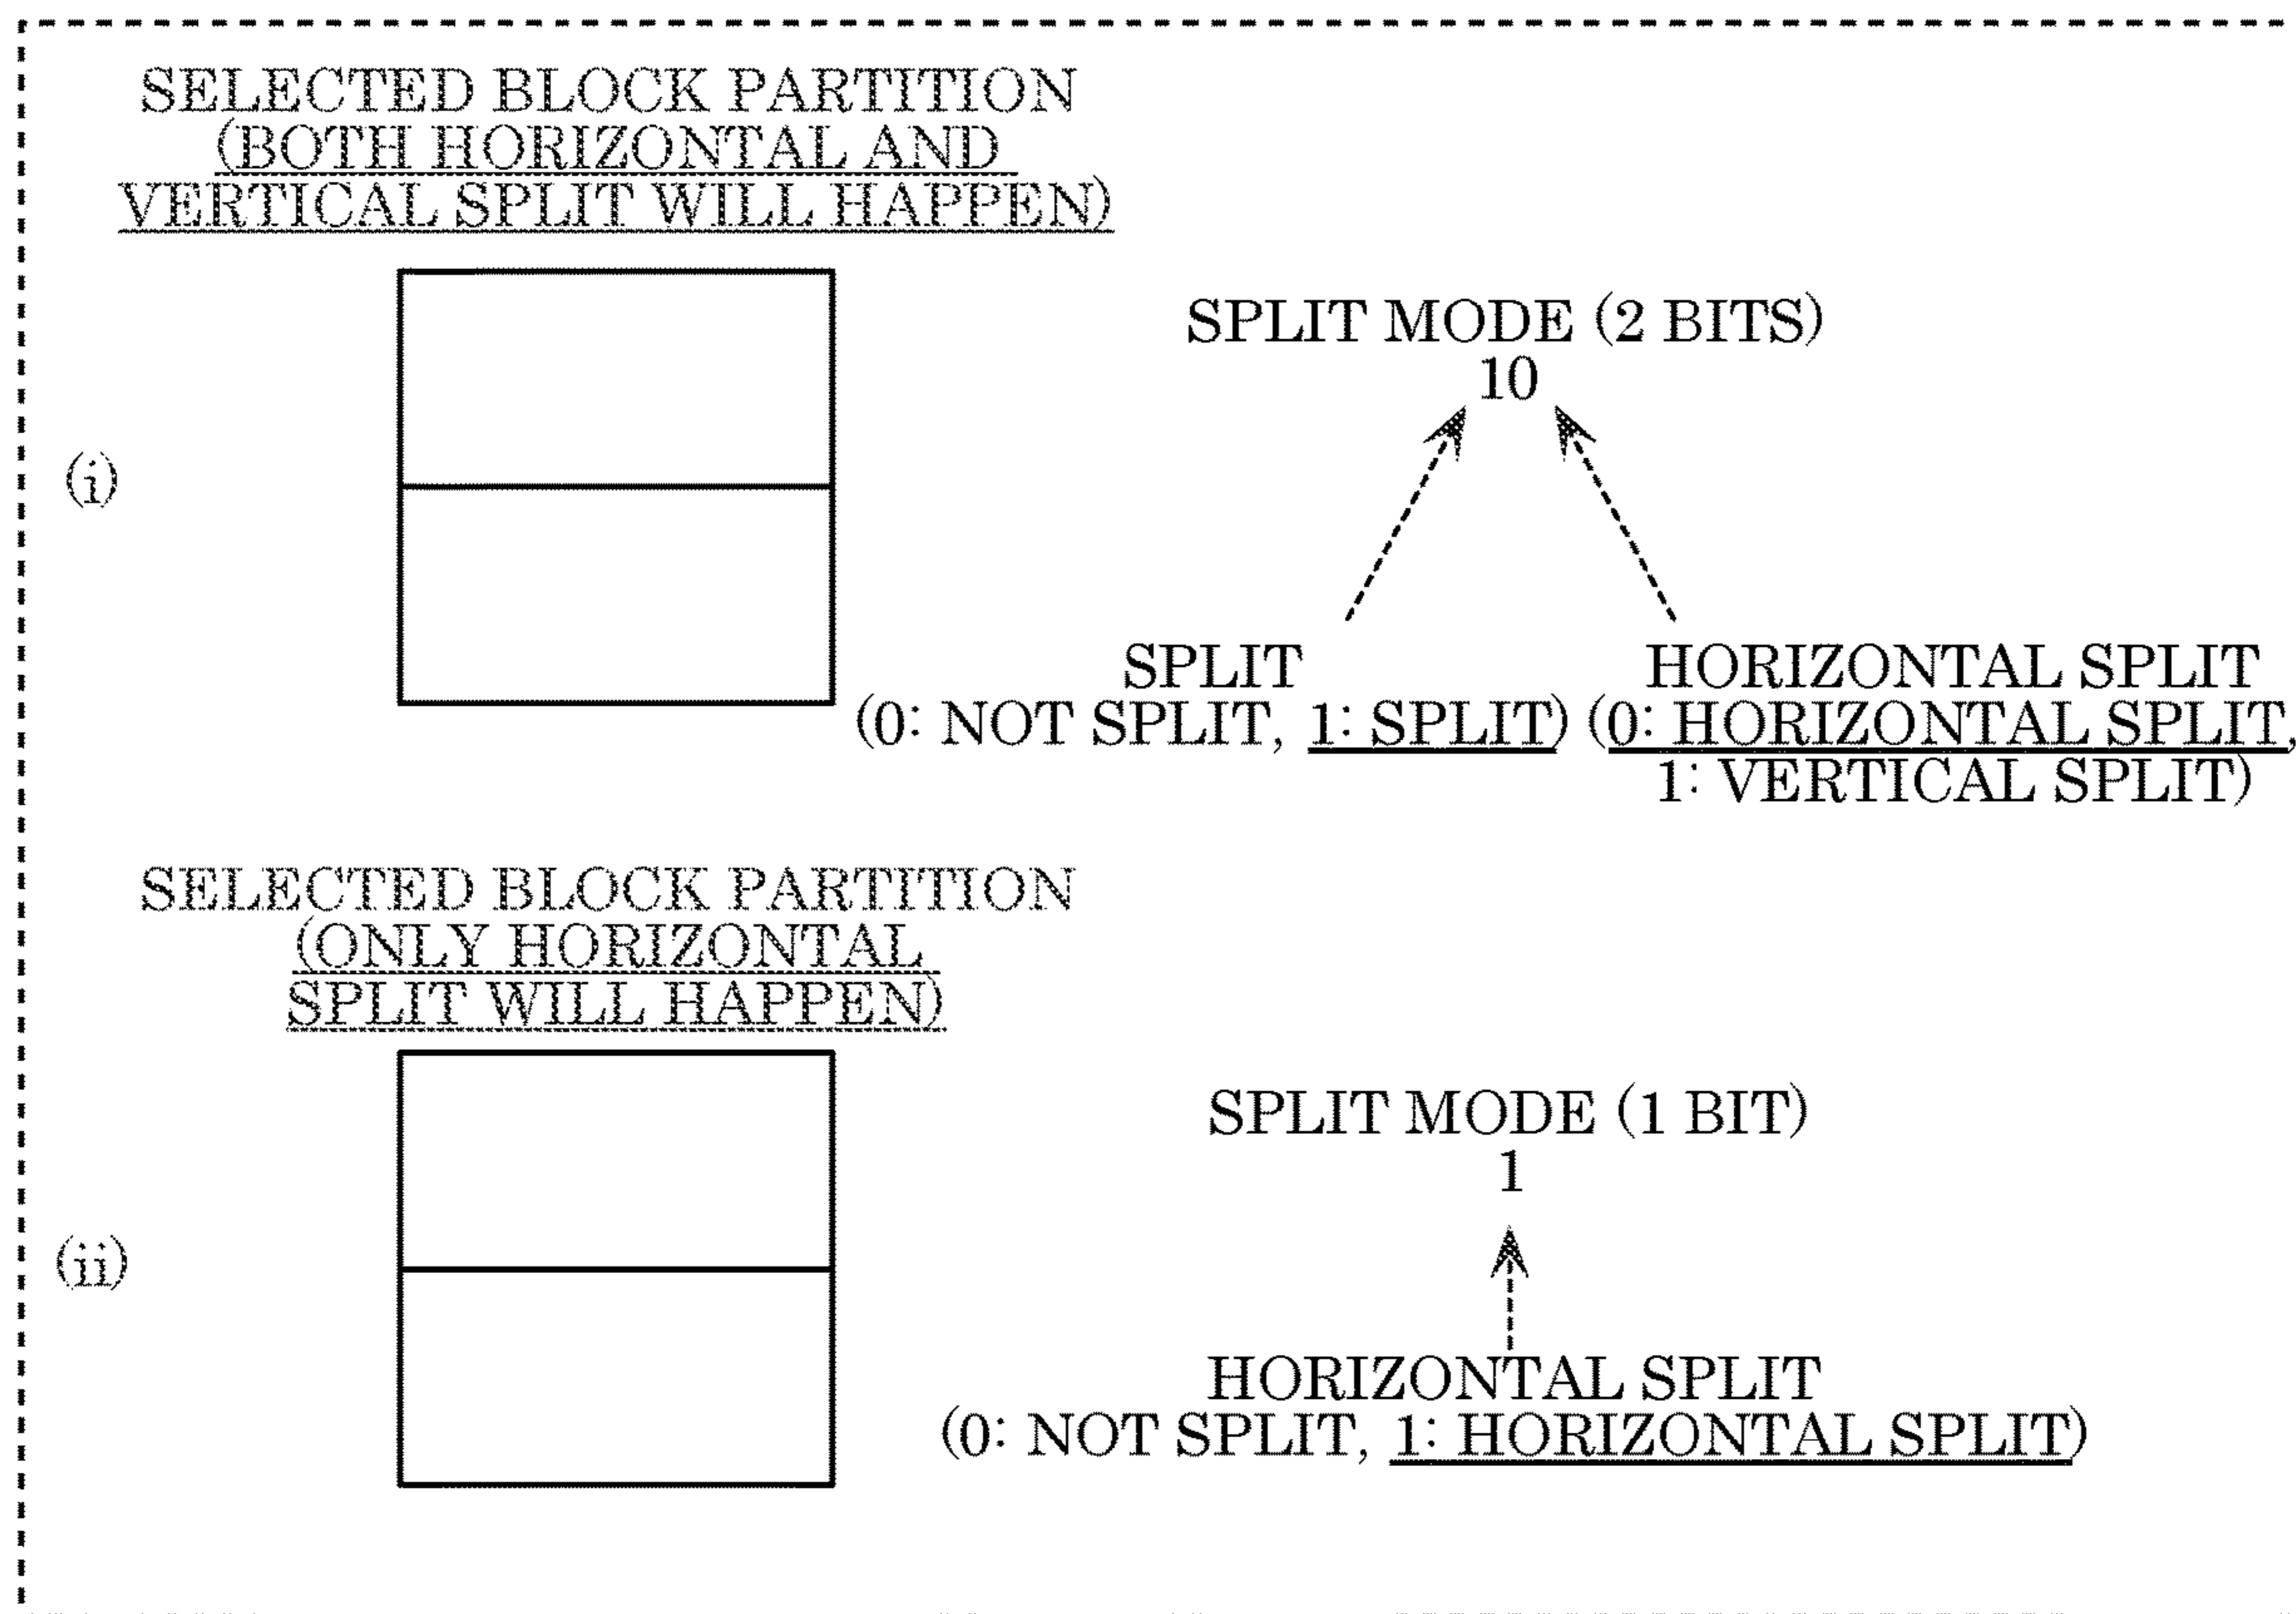 SELECTED BLOCK PARTITION
(BOTH HORIZONTAL AND
VERTICAL SPLIT WILL HAPPEN)
(i)
SPLIT MODE (2 BITS)
10
SPLIT
(0: NOT SPLIT, 1: SPLIT)
HORIZONTAL SPLIT
(0: HORIZONTAL SPLIT,
1: VERTICAL SPLIT)
SELECTED BLOCK PARTITION
(ONLY HORIZONTAL
SPLIT WILL HAPPEN)
(ii)
SPLIT MODE (1 BIT)
1
HORIZONTAL SPLIT
(0: NOT SPLIT, 1: HORIZONTAL SPLIT)